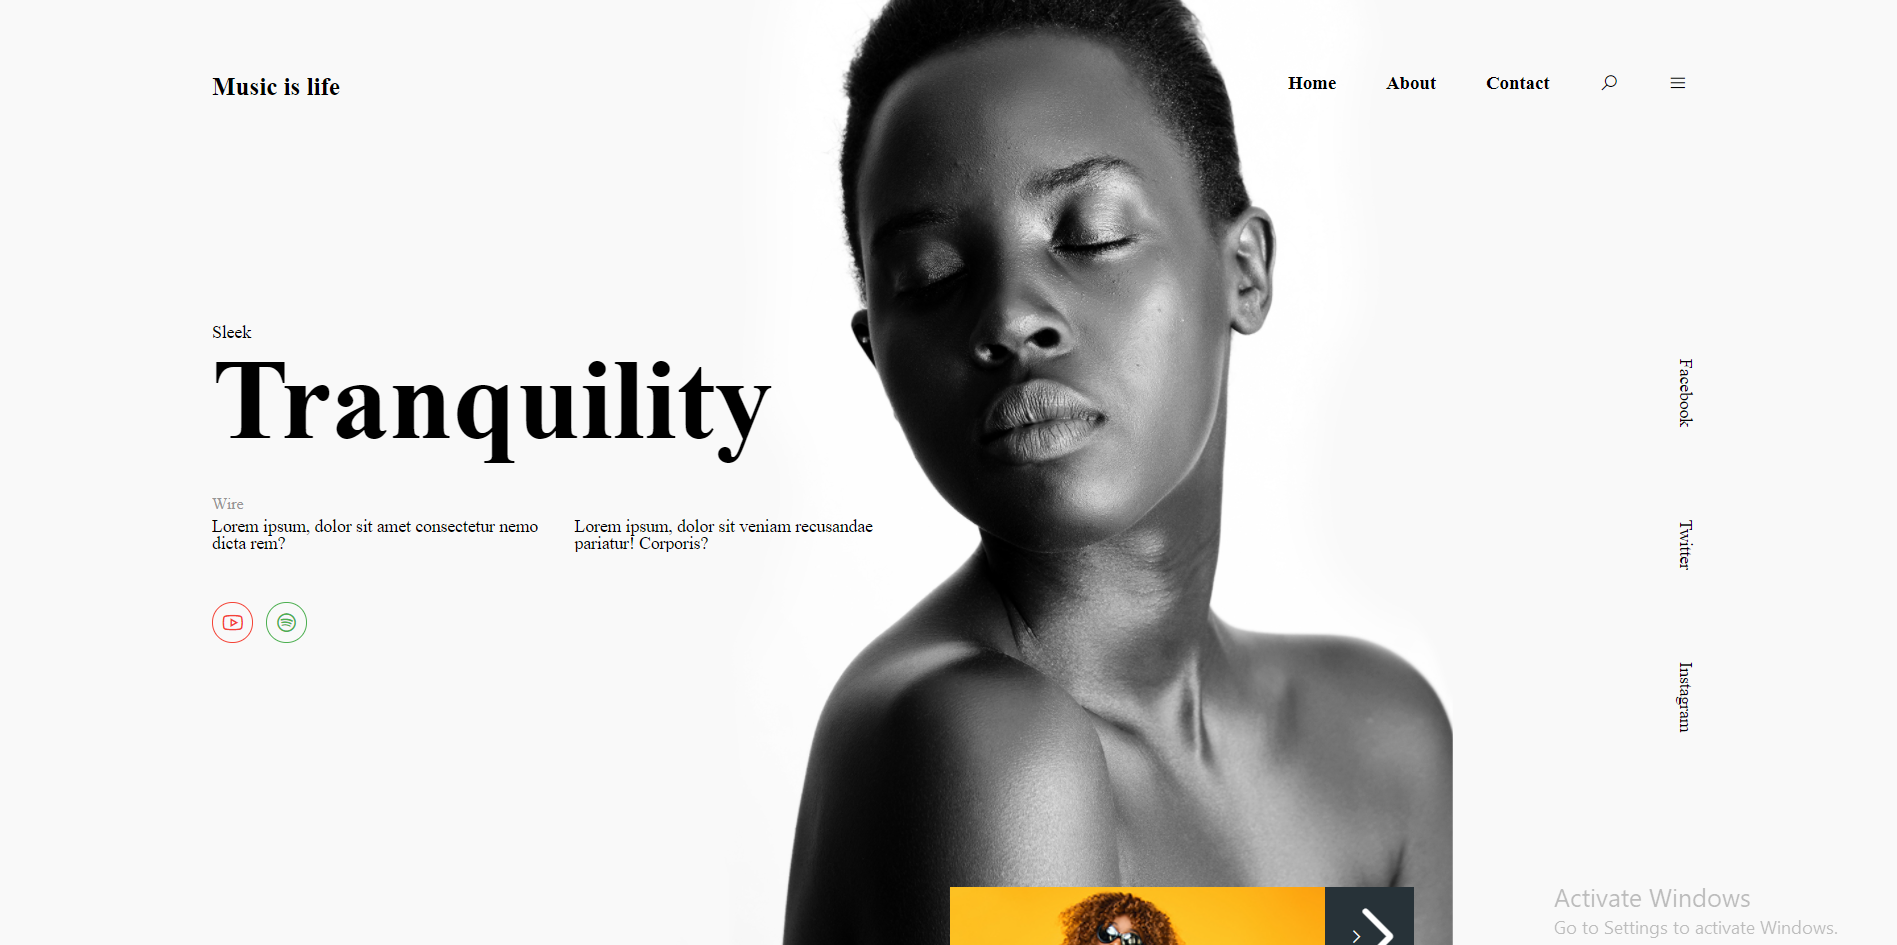 Music is life
Home About Contact
Sleek
Tranquility
Wire
Lorem ipsum, dolor sit amet consectetur nemo
dicta rem?
Lorem ipsum, dolor sit veniam recusandae
pariatur! Corporis?
Facebook
Twitter
Instagram
Activate Windows
Go to Settings to activate Windows.